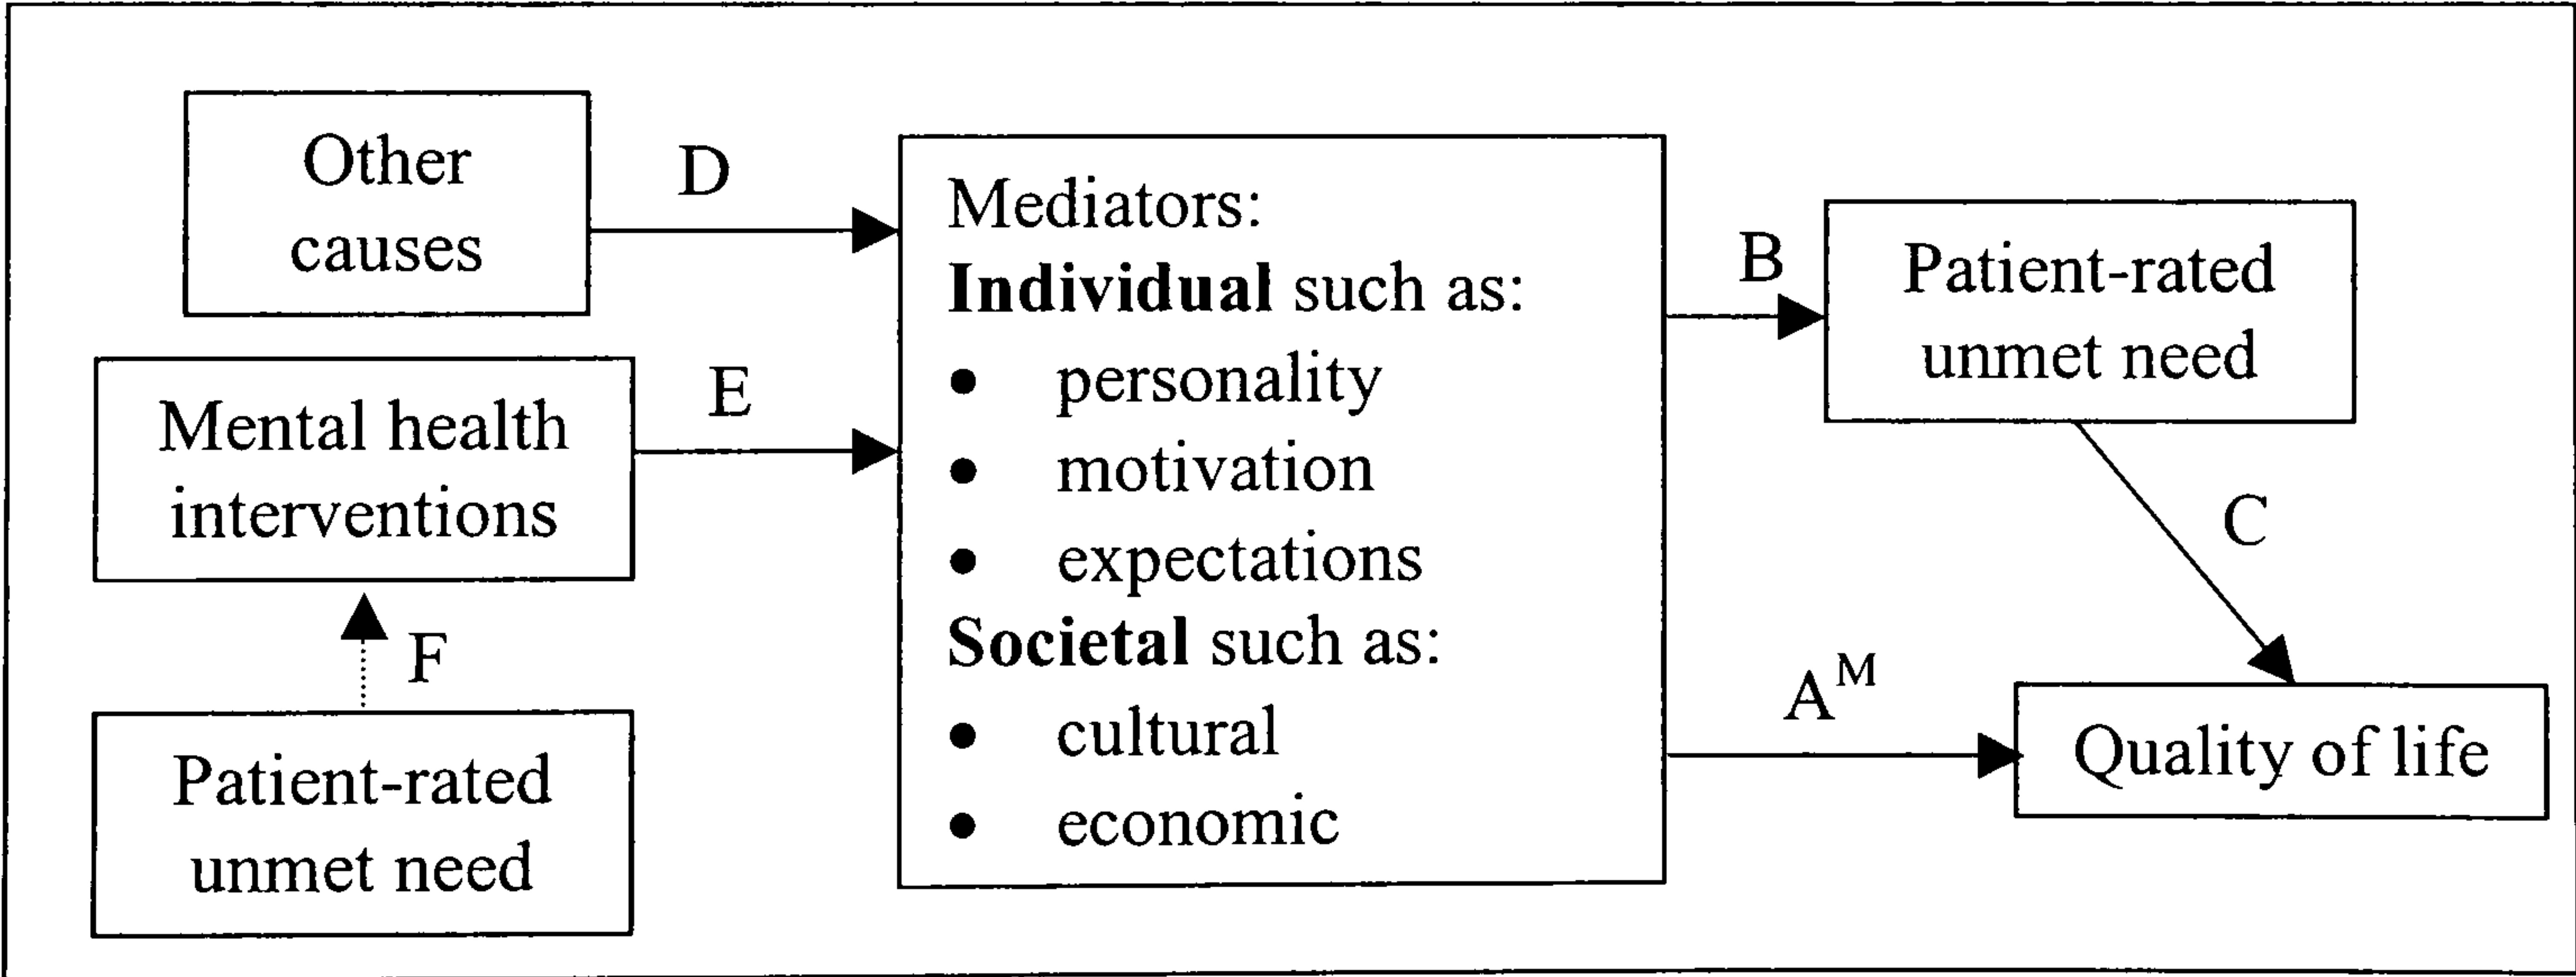 Other
causes
D
Mental health
interventions
E
F
Patient-rated
unmet need
Mediators:
Individual such as:
● personality
● motivation
● expectations
Societal such as:
● cultural
● economic
B
Patient-rated
unmet need
C
A^M
Quality of life